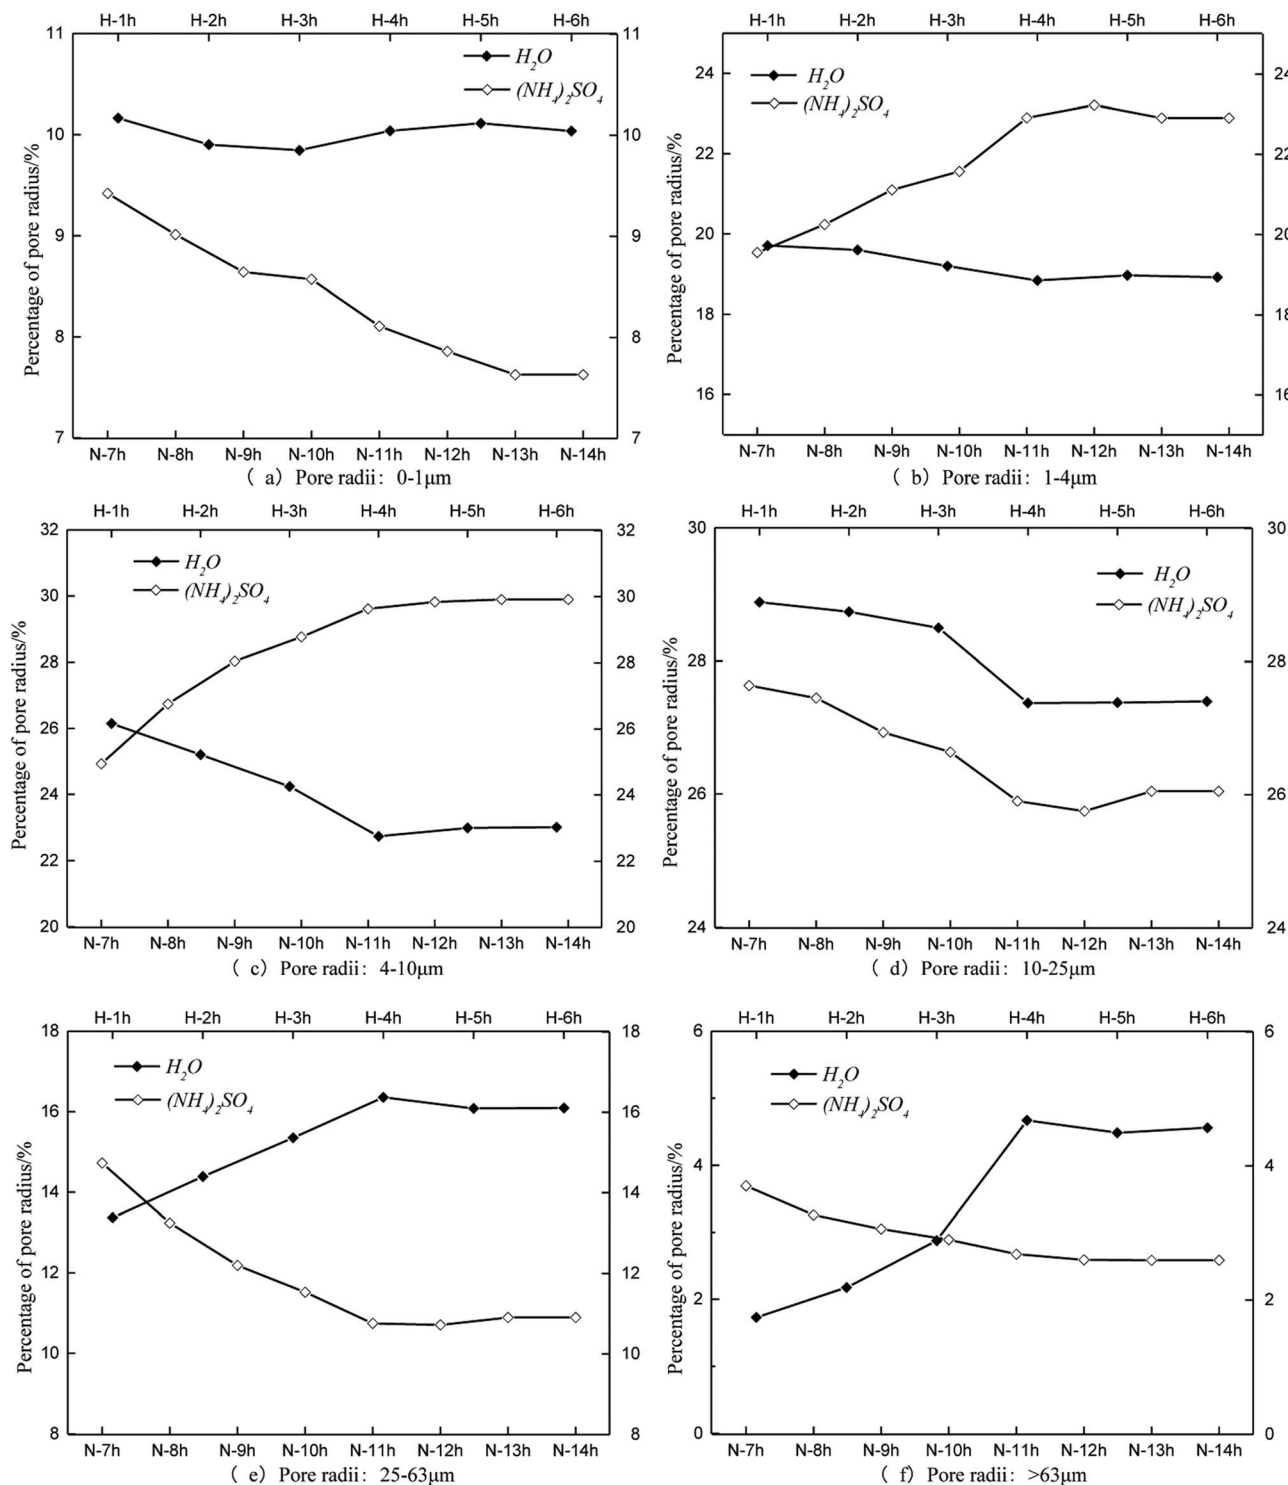 H-1h H-2h H-3h H-4h H-5h H-6h
11 11
H₂O
(NH₄)₂SO₄
10 10
9 9
8 8
7 7
Percentage of pore radius/%
N-7h N-8h N-9h N-10h N-11h N-12h N-13h N-14h
( a) Pore radii: 0-1μm
H-1h H-2h H-3h H-4h H-5h H-6h
H₂O
(NH₄)₂SO₄
24 24
22 22
20 20
18 18
16 16
Percentage of pore radius/%
N-7h N-8h N-9h N-10h N-11h N-12h N-13h N-14h
( b) Pore radii: 1-4μm
H-1h H-2h H-3h H-4h H-5h H-6h
32 32
H₂O
(NH₄)₂SO₄
30 30
28 28
26 26
24 24
22 22
20 20
Percentage of pore radius/%
N-7h N-8h N-9h N-10h N-11h N-12h N-13h N-14h
( c) Pore radii: 4-10μm
H-1h H-2h H-3h H-4h H-5h H-6h
30 30
H₂O
(NH₄)₂SO₄
28 28
26 26
24 24
Percentage of pore radius/%
N-7h N-8h N-9h N-10h N-11h N-12h N-13h N-14h
( d) Pore radii: 10-25μm
H-1h H-2h H-3h H-4h H-5h H-6h
18 18
H₂O
(NH₄)₂SO₄
16 16
14 14
12 12
10 10
8 8
Percentage of pore radius/%
N-7h N-8h N-9h N-10h N-11h N-12h N-13h N-14h
( e) Pore radii: 25-63μm
H-1h H-2h H-3h H-4h H-5h H-6h
6 6
H₂O
(NH₄)₂SO₄
4 4
2 2
0 0
Percentage of pore radius/%
N-7h N-8h N-9h N-10h N-11h N-12h N-13h N-14h
( f) Pore radii: >63μm